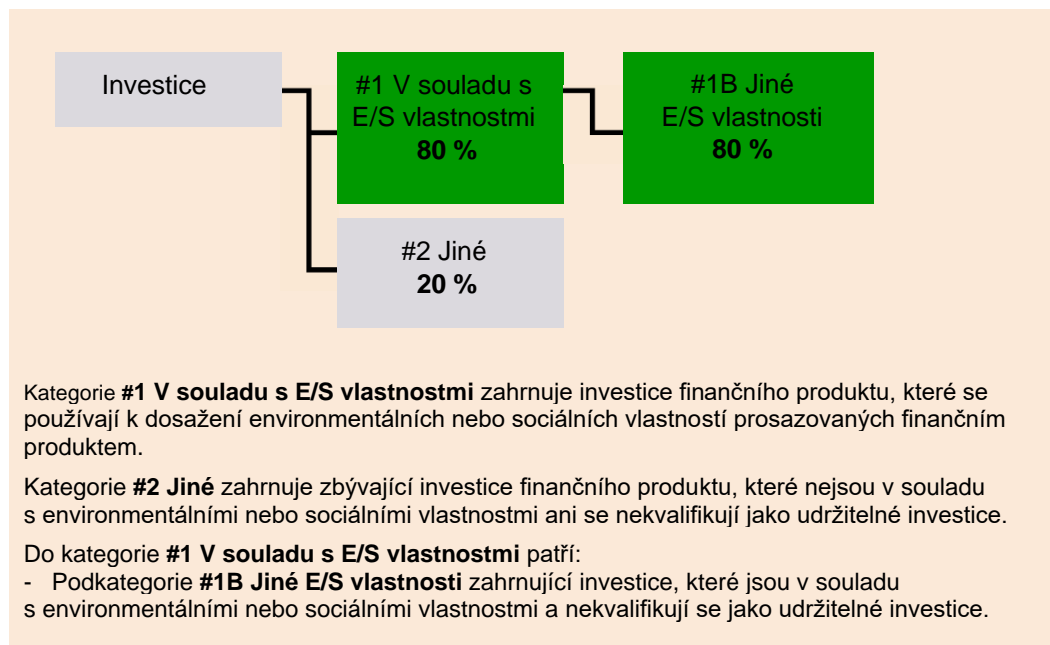 Investice
#1 V souladu s
E/S vlastnostmi
80 %
#1B Jiné
E/S vlastnosti
80 %
#2 Jiné
20 %
Kategorie #1 V souladu s E/S vlastnostmi zahrnuje investice finančního produktu, které se
používají k dosažení environmentálních nebo sociálních vlastností prosazovaných finančním
produktem.
Kategorie #2 Jiné zahrnuje zbývající investice finančního produktu, které nejsou v souladu
s environmentálními nebo sociálními vlastnostmi ani se nekvalifikují jako udržitelné investice.
Do kategorie #1 V souladu s E/S vlastnostmi patří:
- Podkategorie #1B Jiné E/S vlastnosti zahrnující investice, které jsou v souladu
s environmentálními nebo sociálními vlastnostmi a nekvalifikují se jako udržitelné investice.